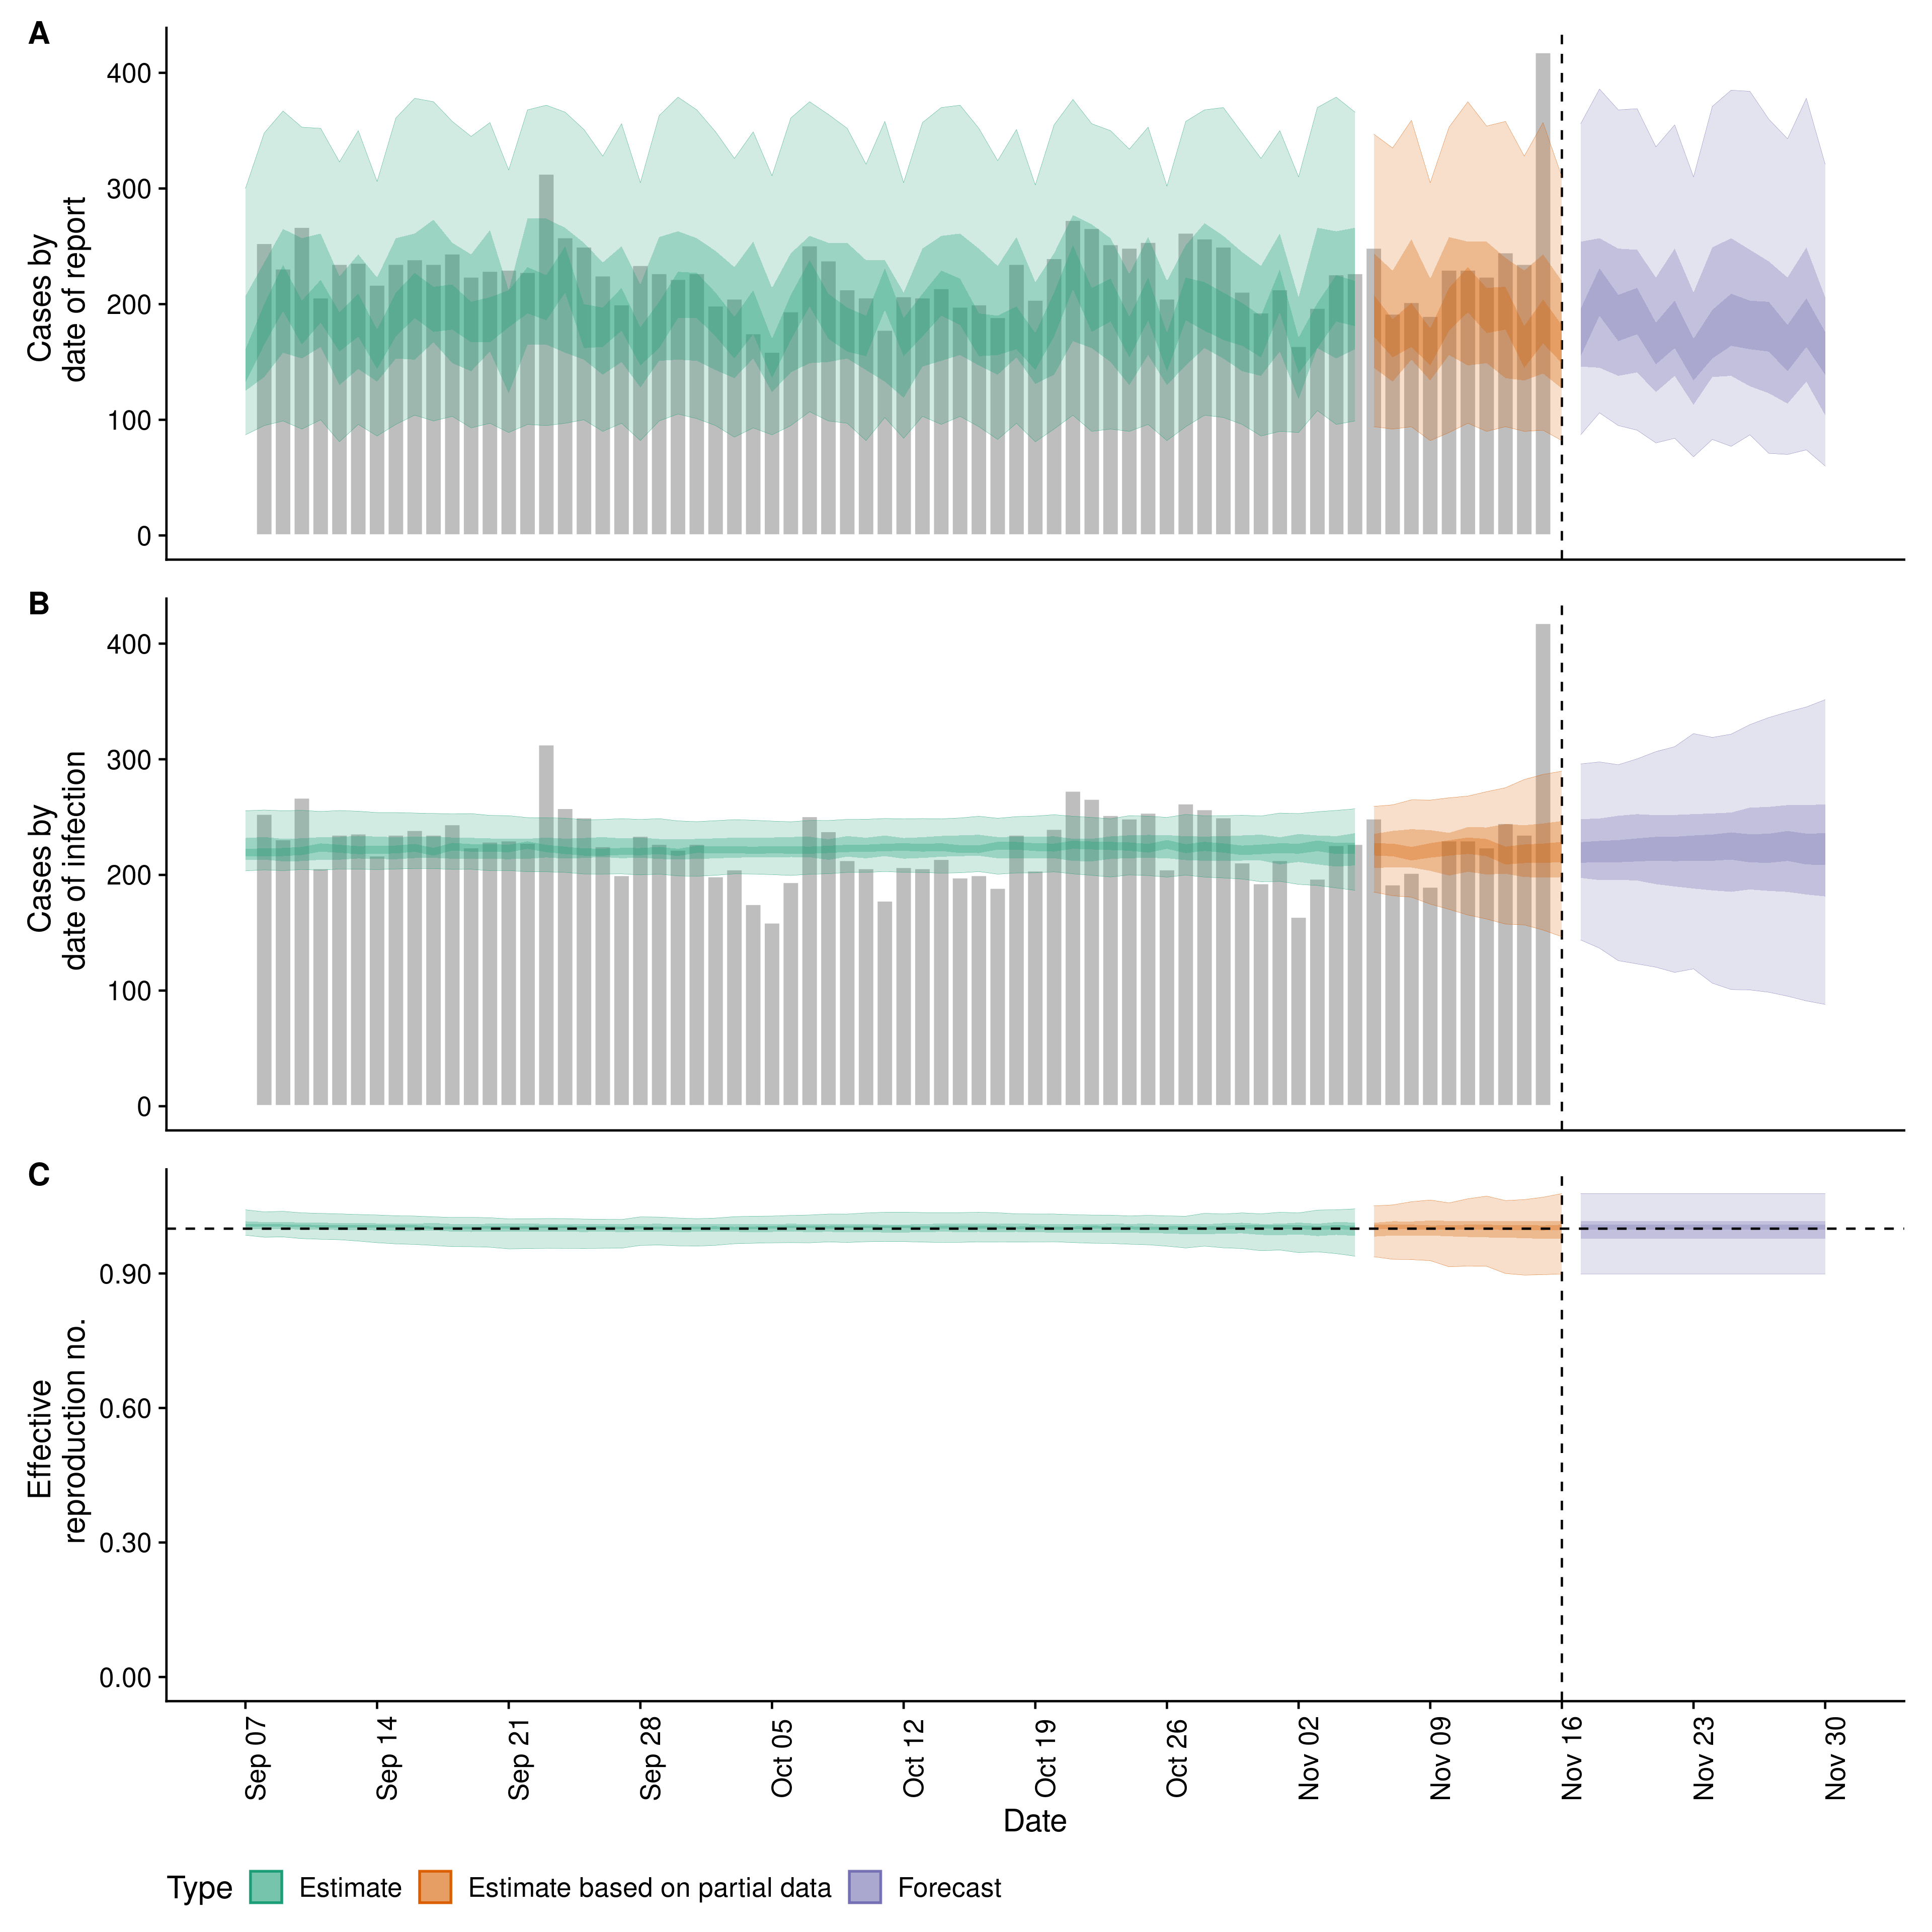 A
400
300
200
100
0
Cases by
date of report
B
400
300
200
100
0
Cases by
date of infection
C
0.90
0.60
0.30
0.00
Effective
reproduction no.
Sep 07
Sep 14
Sep 21
Sep 28
Oct 05
Oct 12
Oct 19
Oct 26
Nov 02
Nov 09
Nov 16
Nov 23
Nov 30
Date
Type Estimate Estimate based on partial data Forecast